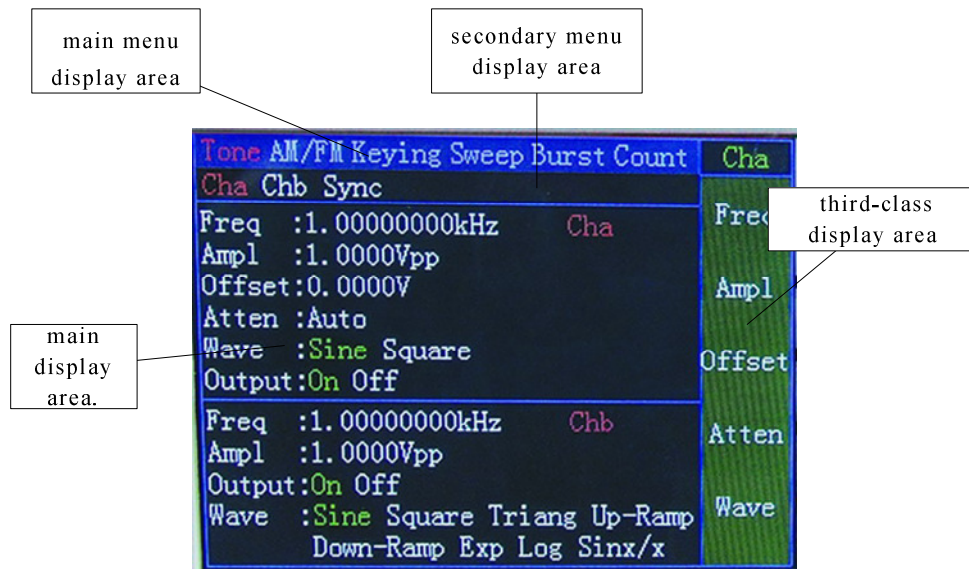 main menu
display area
secondary menu
display area
Tone AM/FM Keying Sweep Burst Count
Cha
Cha Chb Sync
Freq :1.00000000kHz Cha
Ampl :1.0000Vpp
Offset:0.0000V
Atten :Auto
Wave :Sine Square
Output:On Off
Freq :1.00000000kHz Chb
Ampl :1.0000Vpp
Output:On Off
Wave :Sine Square Triang Up-Ramp
Down-Ramp Exp Log Sinx/x
Ampl
Offset
Atten
Wave
third-class
display area
main
display
area.